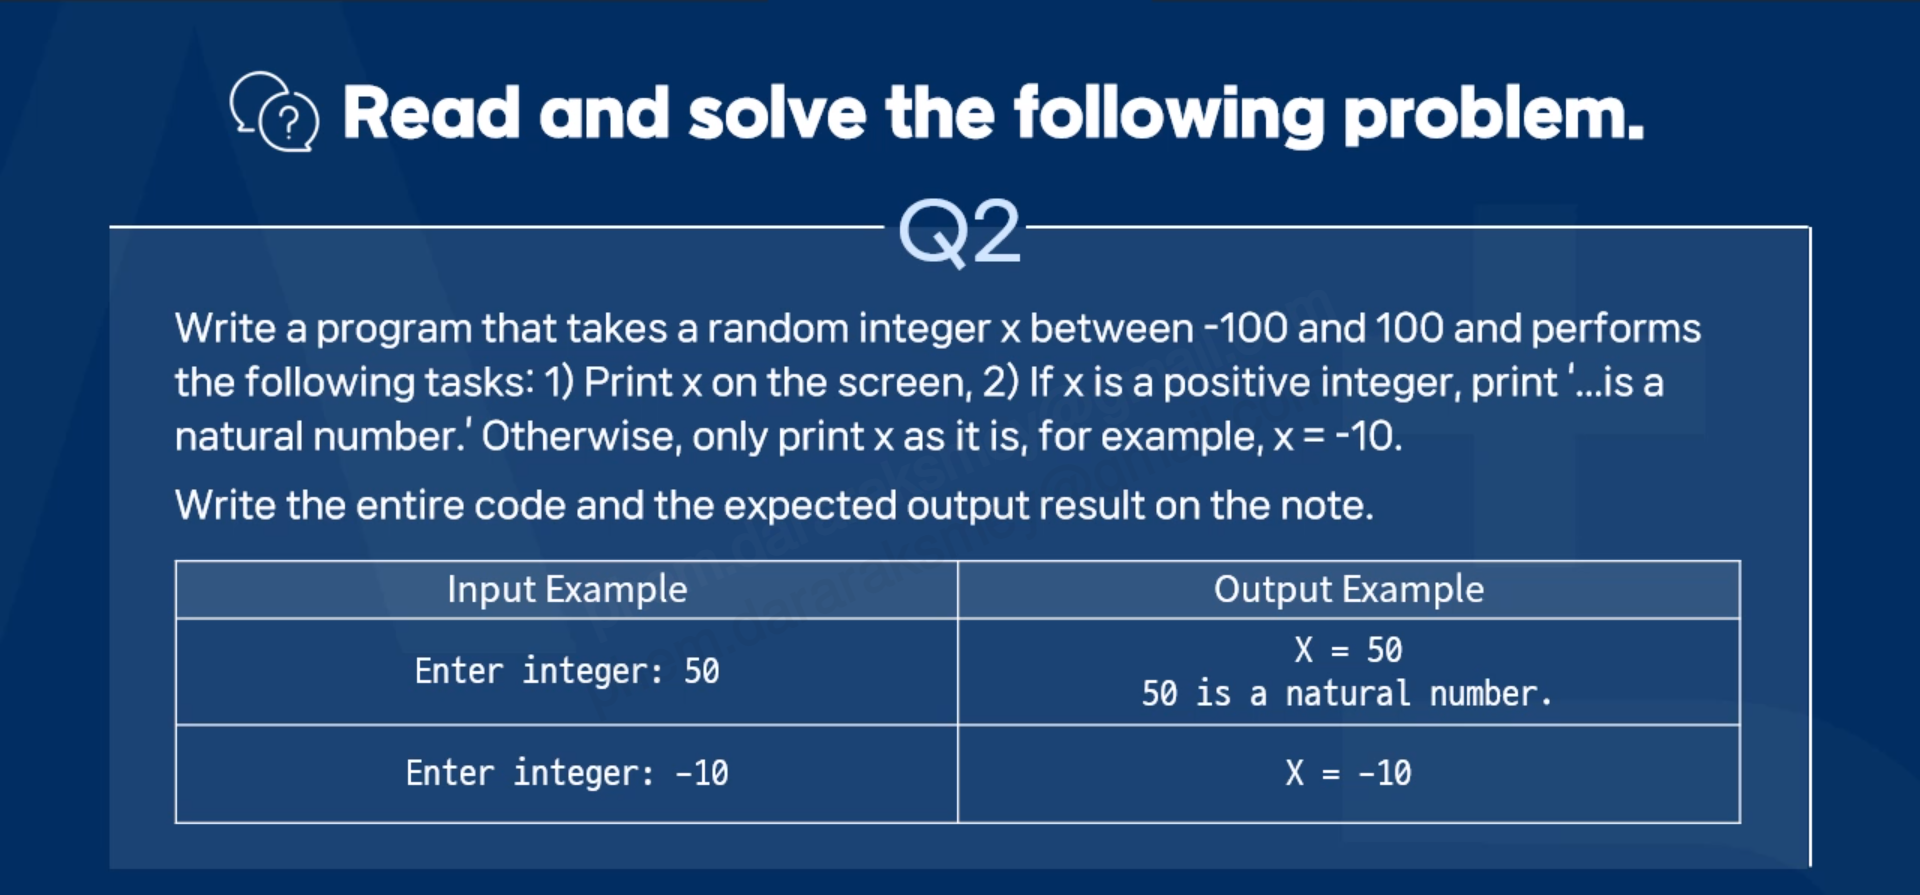 Read and solve the following problem.
Q2
Write a program that takes a random integer x between -100 and 100 and performs
the following tasks: 1) Print x on the screen, 2) If x is a positive integer, print ‘...is a
natural number.’ Otherwise, only print x as it is, for example, x = -10.
Write the entire code and the expected output result on the note.
Input Example
Output Example
Enter integer: 50
X = 50
50 is a natural number.
Enter integer: -10
X = -10